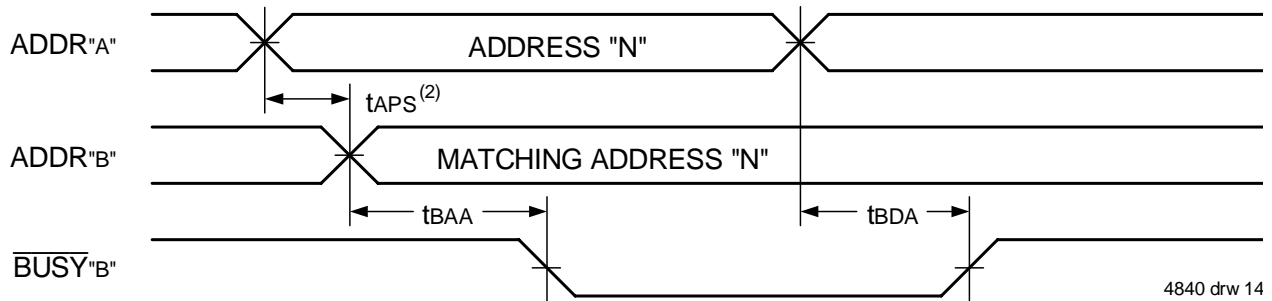 ADDR"A"
ADDRESS "N"
tAPS(2)
ADDR"B"
MATCHING ADDRESS "N"
tBAA
tBDA
BUSY"B"
4840 drw 14